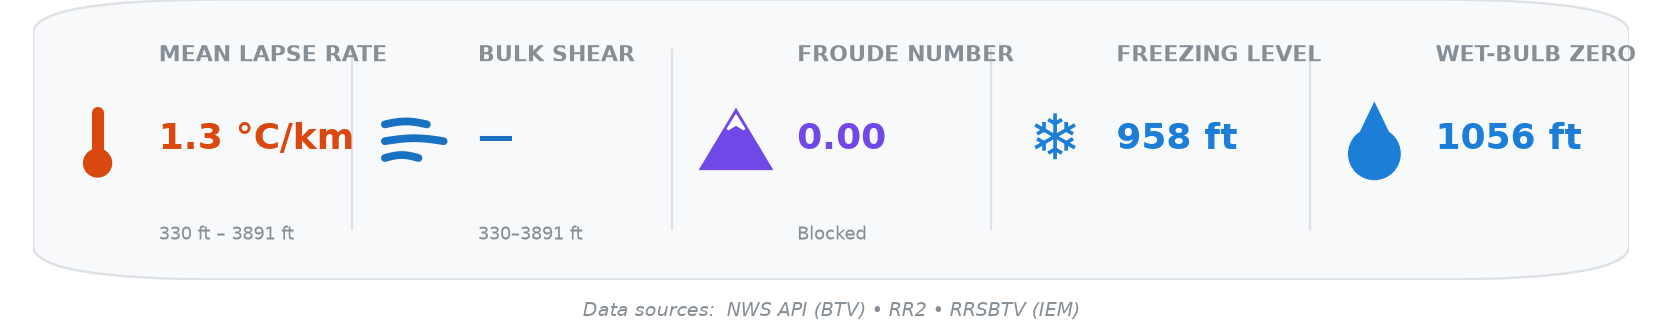 MEAN LAPSE RATE
1.3 °C/km
330 ft – 3891 ft
BULK SHEAR
—
330–3891 ft
FROUDE NUMBER
0.00
Blocked
FREEZING LEVEL
958 ft
WET-BULB ZERO
1056 ft
Data sources:  NWS API (BTV) • RR2 • RRSBTV (IEM)